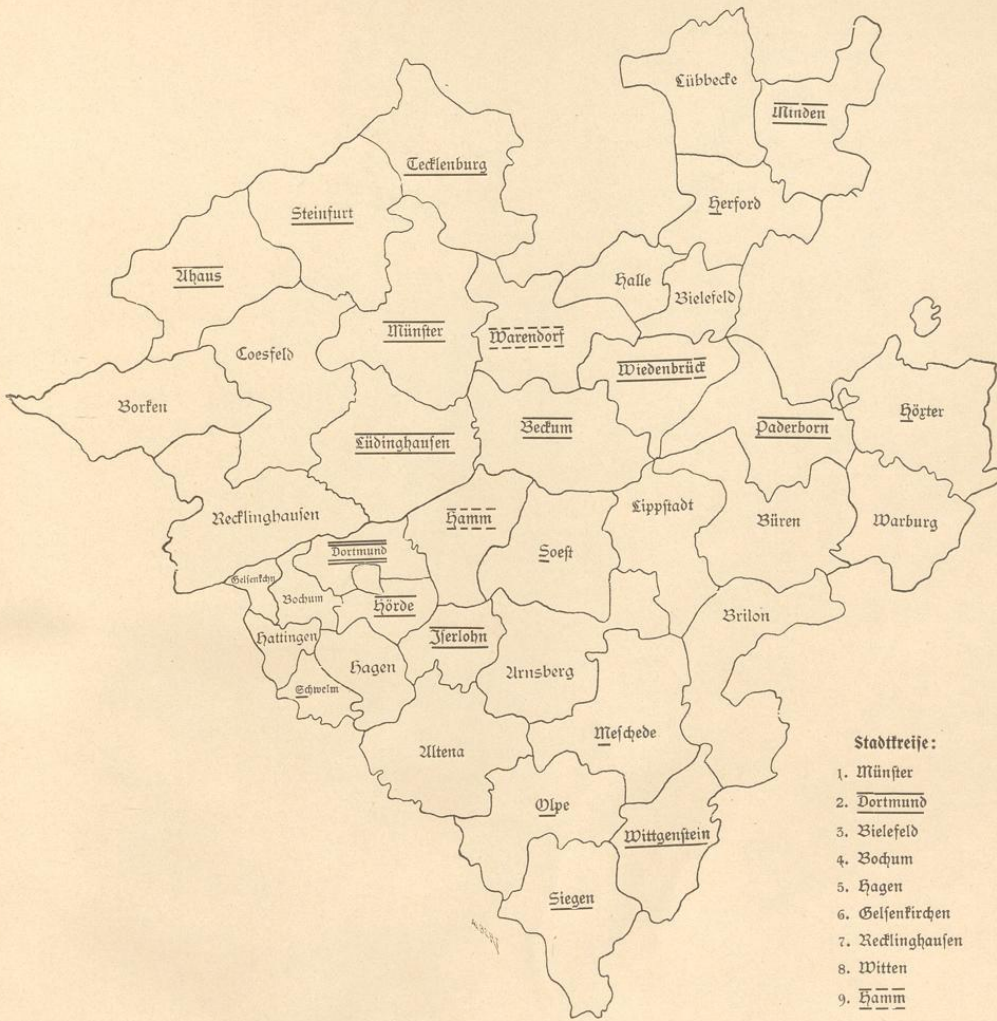 Lübbecke
Minden
Tecklenburg
Herford
Steinfurt
Ahaus
Halle
Bielefeld
Münster
Warendorf
Coesfeld
Wiedenbrück
Borken
Höxter
Beckum
Paderborn
Lüdinghausen
Lippstadt
Recklinghausen
Hamm
Büren
Warburg
Dortmund
Soest
Gelsenkchn
Bochum
Hörde
Brilon
Hattingen
Iserlohn
Hagen
Arnsberg
Schwelm
Meschede
Altena
Olpe
Wittgenstein
Siegen
Stadtkreise:
1. Münster
2. Dortmund
3. Bielefeld
4. Bochum
5. Hagen
6. Gelsenkirchen
7. Recklinghausen
8. Witten
9. Hamm